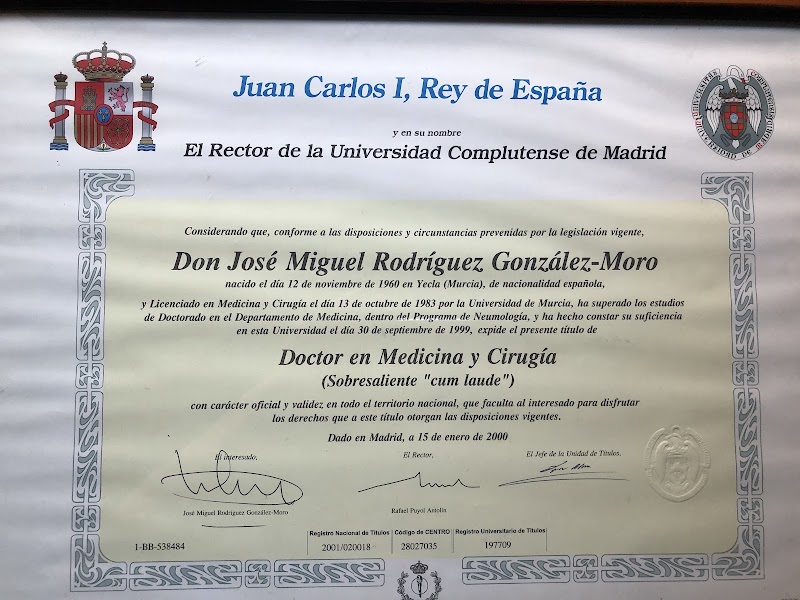 Juan Carlos I, Rey de España
y en su nombre
El Rector de la Universidad Complutense de Madrid
Considerando que, conforme a las disposiciones y circunstancias prevenidas por la legislación vigente,
Don José Miguel Rodríguez González-Moro
nacido el día 12 de noviembre de 1960 en Yecla (Murcia), de nacionalidad española,
y Licenciado en Medicina y Cirugía el día 13 de octubre de 1983 por la Universidad de Murcia, ha superado los estudios
de Doctorado en el Departamento de Medicina, dentro del Programa de Neumología, y ha hecho constar su suficiencia
en esta Universidad el día 30 de septiembre de 1999, expide el presente título de
Doctor en Medicina y Cirugía
(Sobresaliente "cum laude")
con carácter oficial y validez en todo el territorio nacional, que faculta al interesado para disfrutar
los derechos que a este título otorgan las disposiciones vigentes.
Dado en Madrid, a 15 de enero de 2000
El interesado,
El Rector,
El Jefe de la Unidad de Títulos,
José Miguel Rodríguez González-Moro
Rafael Puyol Antolín
1-BB-538484
Registro Nacional de Títulos
Código de CENTRO
Registro Universitario de Títulos
2001/020018
28027035
197709